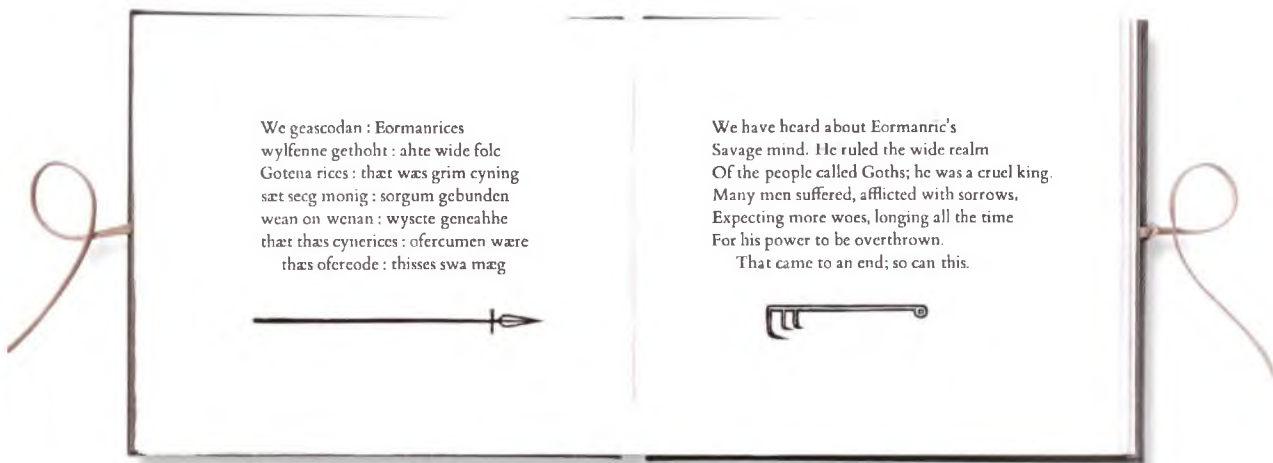 We geascodan : Eormanrices
wylfenne gethoht : ahte wide folc
Gotena rices : thæt wæs grim cyning
sæt secg monig : sorgum gebunden
wean on wenan : wyscte geneahhe
thæt thæs cynerices : ofercumen wære
thæs ofereode : thisses swa mæg
We have heard about Eormanric's
Savage mind. He ruled the wide realm
Of the people called Goths; he was a cruel king.
Many men suffered, afflicted with sorrows,
Expecting more woes, longing all the time
For his power to be overthrown.
That came to an end; so can this.